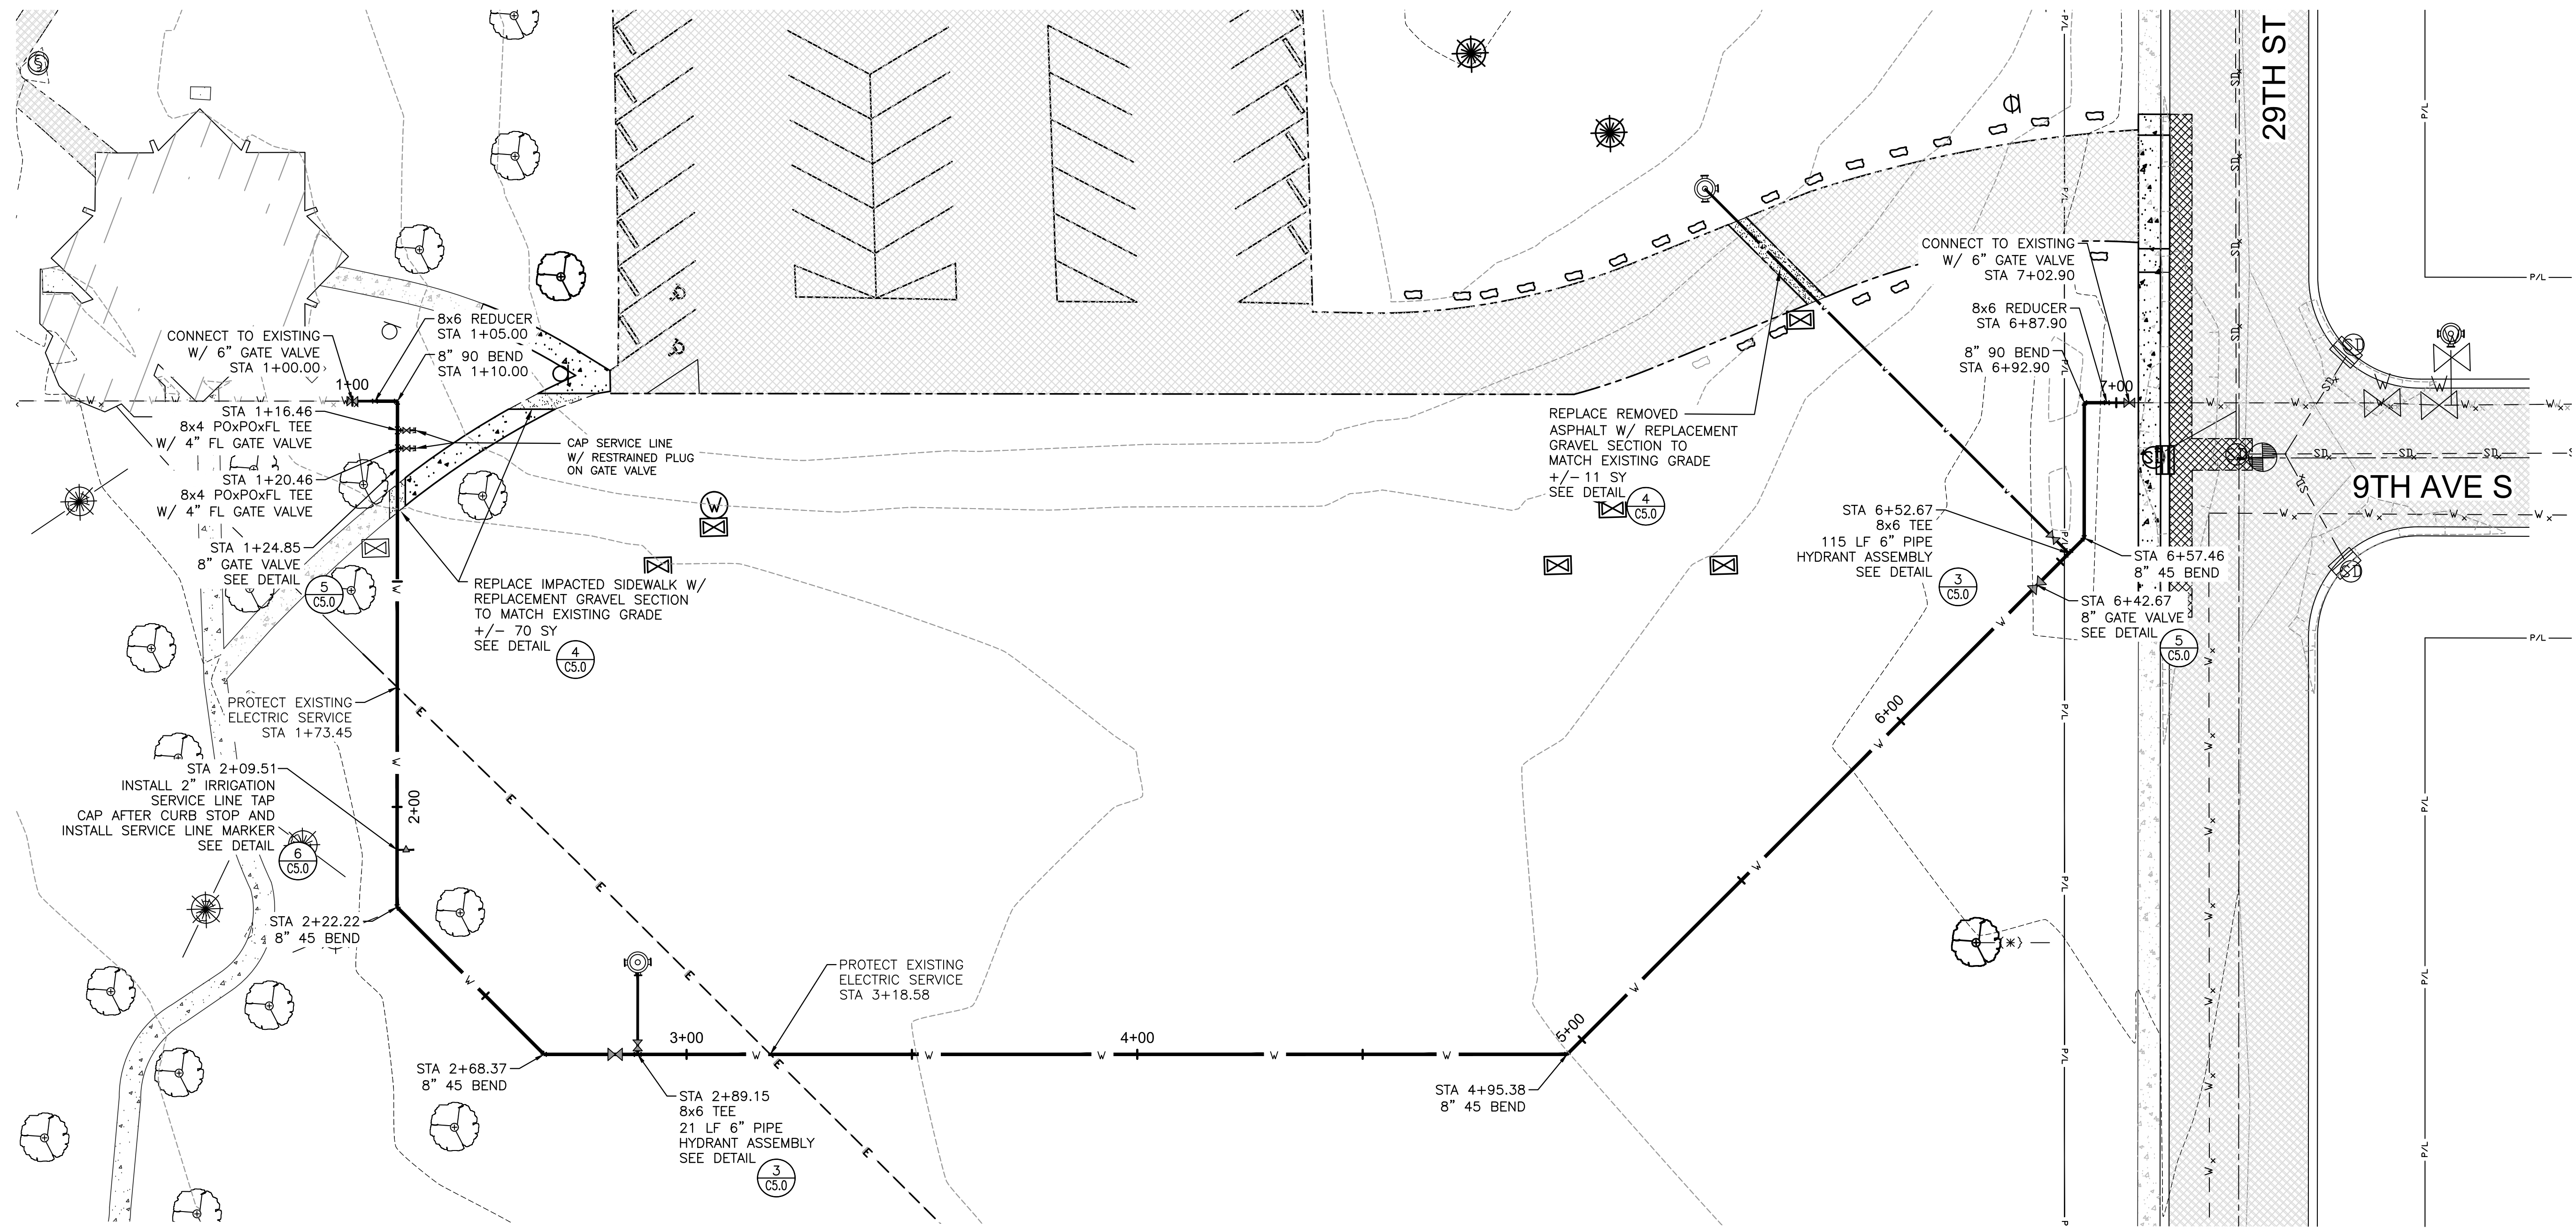 29TH ST
9TH AVE S
CONNECT TO EXISTING
W/ 6" GATE VALVE
STA 1+00.00
1+00
8x6 REDUCER
STA 1+05.00
8" 90 BEND
STA 1+10.00
STA 1+16.46
8x4 POxPOxFL TEE
W/ 4" FL GATE VALVE
STA 1+20.46
8x4 POxPOxFL TEE
W/ 4" FL GATE VALVE
CAP SERVICE LINE
W/ RESTRAINED PLUG
ON GATE VALVE
STA 1+24.85
8" GATE VALVE
SEE DETAIL
5
C5.0
REPLACE IMPACTED SIDEWALK W/
REPLACEMENT GRAVEL SECTION
TO MATCH EXISTING GRADE
+/- 70 SY
SEE DETAIL
4
C5.0
PROTECT EXISTING
ELECTRIC SERVICE
STA 1+73.45
2+00
STA 2+09.51
INSTALL 2" IRRIGATION
SERVICE LINE TAP
CAP AFTER CURB STOP AND
INSTALL SERVICE LINE MARKER
SEE DETAIL
6
C5.0
STA 2+22.22
8" 45 BEND
STA 2+68.37
8" 45 BEND
STA 2+89.15
8x6 TEE
21 LF 6" PIPE
HYDRANT ASSEMBLY
SEE DETAIL
3
C5.0
3+00
PROTECT EXISTING
ELECTRIC SERVICE
STA 3+18.58
4+00
STA 4+95.38
8" 45 BEND
5+00
6+00
REPLACE REMOVED
ASPHALT W/ REPLACEMENT
GRAVEL SECTION TO
MATCH EXISTING GRADE
+/- 11 SY
SEE DETAIL
4
C5.0
STA 6+52.67
8x6 TEE
115 LF 6" PIPE
HYDRANT ASSEMBLY
SEE DETAIL
3
C5.0
CONNECT TO EXISTING
W/ 6" GATE VALVE
STA 7+02.90
8x6 REDUCER
STA 6+87.90
8" 90 BEND
STA 6+92.90
7+00
STA 6+57.46
8" 45 BEND
STA 6+42.67
8" GATE VALVE
SEE DETAIL
5
C5.0
W
W
W
W
W
W
W
W
W
W
W
W
E
E
E
E
E
E
P/L
P/L
P/L
P/L
P/L
P/L
P/L
P/L
P/L
P/L
SD
SD
SD
SD
SD
SD